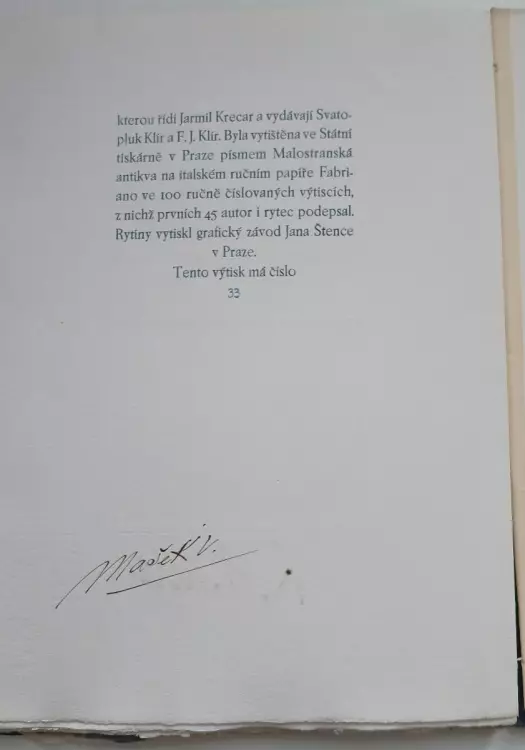 kterou řídí Jarmil Krecar a vydávají Svato-
pluk Klír a F. J. Klír. Byla vytištěna ve Státní
tiskárně v Praze písmem Malostranská
antikva na italském ručním papíře Fabri-
ano ve 100 ručně číslovaných výtiscích,
z nichž prvních 45 autor i rytec podepsal.
Rytiny vytiskl grafický závod Jana Štence
v Praze.
Tento výtisk má číslo
33
Mašek V.